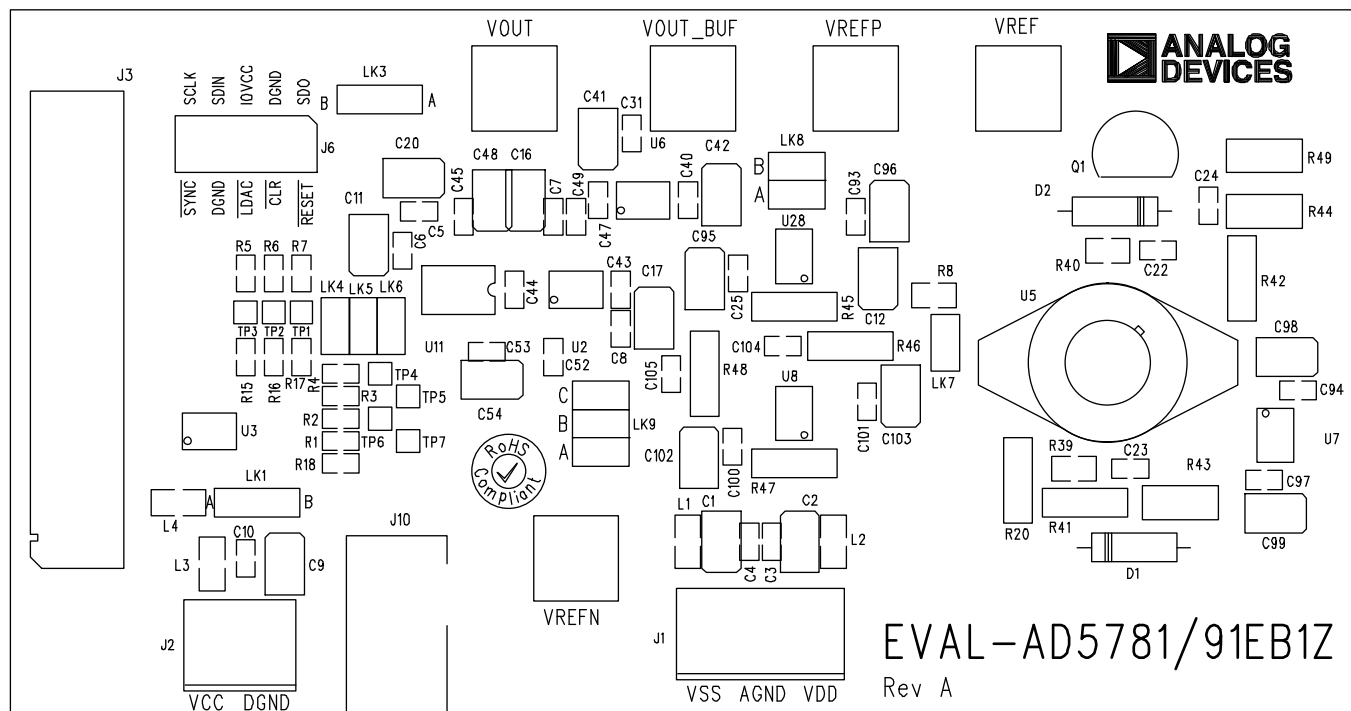 VOUT
VOUT_BUF
VREFP
VREF
ANALOG
DEVICES
J3
SCLK
SDIN
IOVCC
DGND
SDO
LK3
B
A
J6
SYNC
DGND
LDAC
CLR
RESET
C41
C31
U6
C20
C45
C48
C16
C7
C49
C47
C40
C42
LK8
B
A
C93
C96
Q1
R49
D2
C24
R44
C11
C5
C6
U28
C95
R5
R6
R7
R40
C22
R42
LK4
LK5
LK6
C44
C43
C17
C25
R45
C12
R8
U5
TP3
TP2
TP1
U11
C53
U2
C8
C52
C104
R46
C98
R15
R16
R17
R4
TP4
C105
R48
LK7
R3
TP5
C54
C
B
A
LK9
U8
C94
U3
R2
R1
TP6
TP7
R18
RoHS
Compliant
C102
C100
R47
C101
C103
U7
R39
C23
R43
C97
L4
A
LK1
B
R20
R41
C99
L3
C10
C9
J10
L1
C1
C4
C3
C2
L2
D1
VREFN
J2
VCC
DGND
J1
VSS
AGND
VDD
EVAL-AD5781/91EB1Z
Rev A